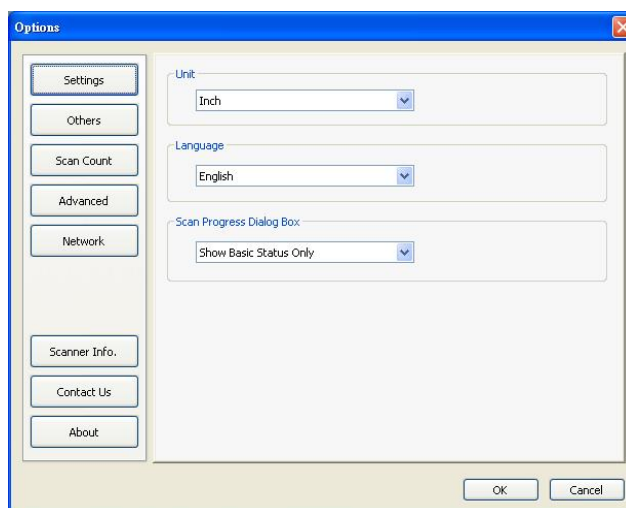 Options
Settings
Others
Scan Count
Advanced
Network
Scanner Info.
Contact Us
About
Unit
Inch
Language
English
Scan Progress Dialog Box
Show Basic Status Only
OK
Cancel